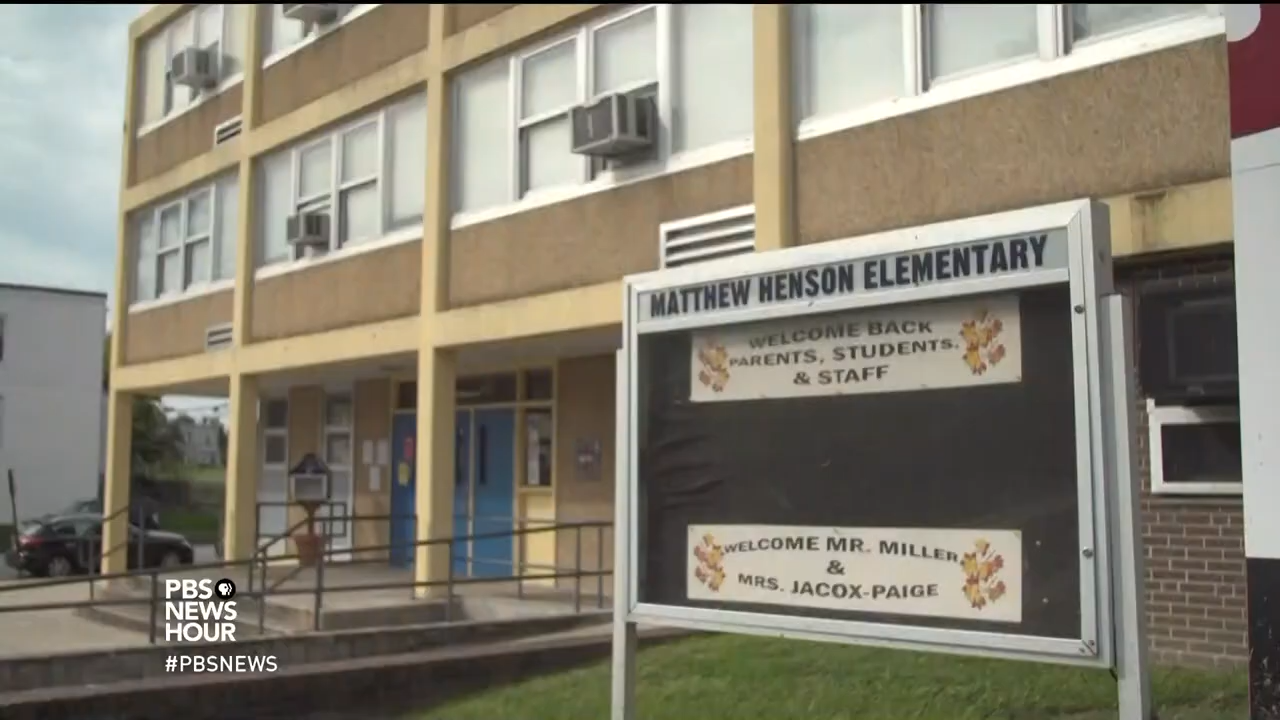 MATTHEW HENSON ELEMENTARY
WELCOME BACK
PARENTS, STUDENTS,
& STAFF
WELCOME MR. MILLER
&
MRS. JACOX-PAIGE
PBS
NEWS
HOUR
#PBSNEWS